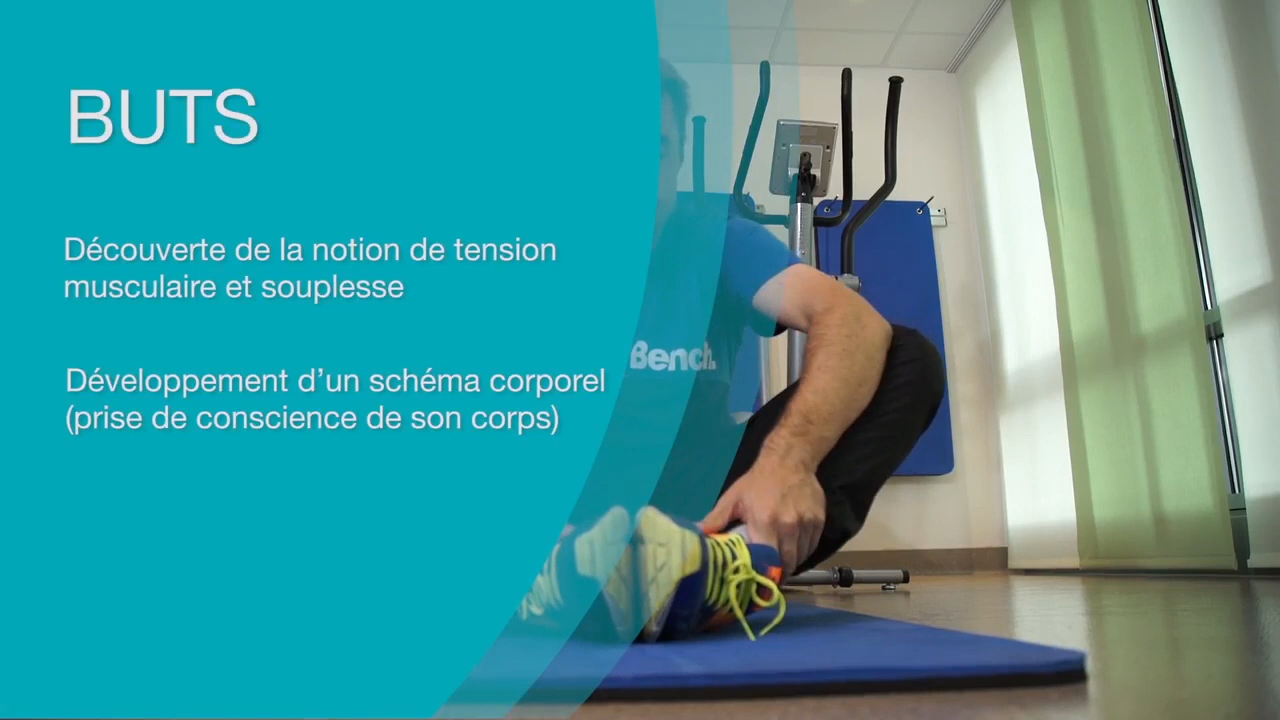 BUTS
Découverte de la notion de tension
musculaire et souplesse
Développement d’un schéma corporel
(prise de conscience de son corps)
Bench.